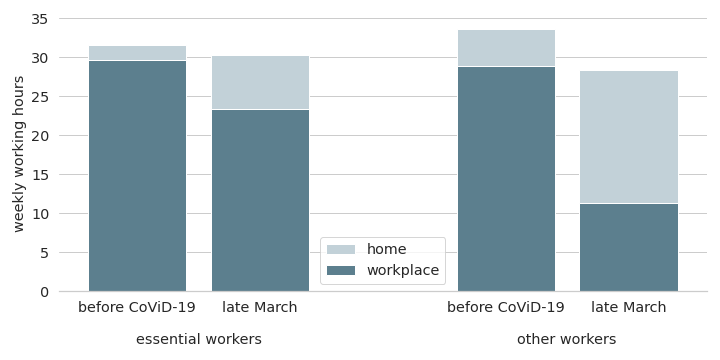 weekly working hours
35
30
25
20
15
10
5
0
home
workplace
before CoViD-19 late March before CoViD-19 late March
essential workers other workers